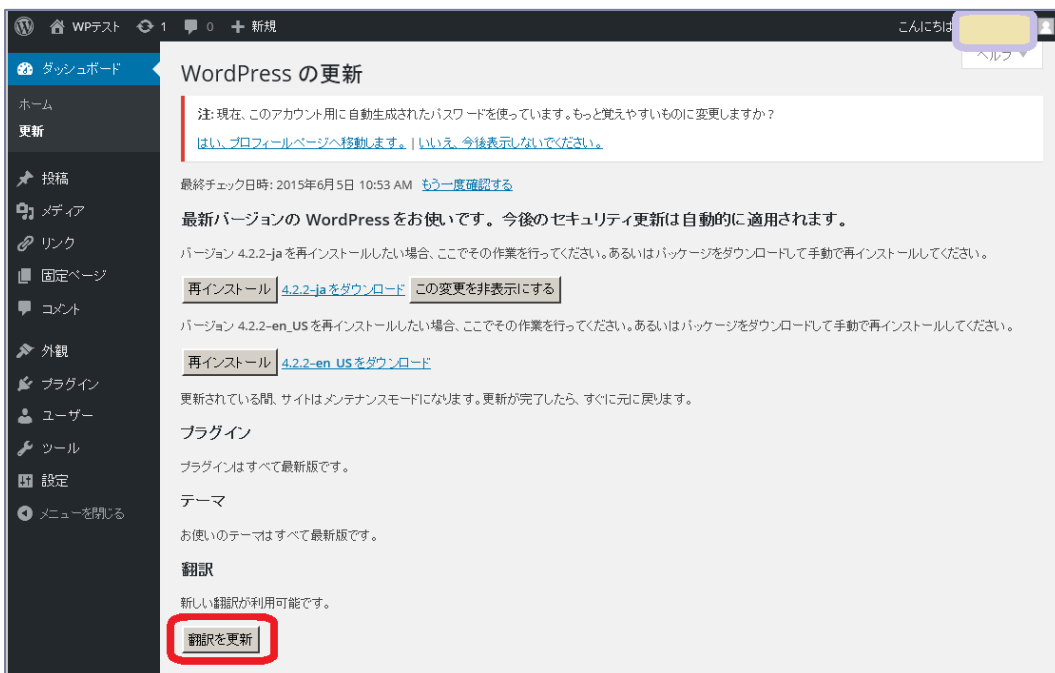 WPテスト 1 0 新規 こんにちは
ヘルプ ▼
ダッシュボード
ホーム
更新
投稿
メディア
リンク
固定ページ
コメント
外観
プラグイン
ユーザー
ツール
設定
メニューを閉じる
WordPress の更新
注: 現在、このアカウント用に自動生成されたパスワードを使っています。もっと覚えやすいものに変更しますか ?
はい、プロフィールページへ移動します。 | いいえ、今後表示しないでください。
最終チェック日時: 2015年6月5日 10:53 AM もう一度確認する
最新バージョンの WordPress をお使いです。今後のセキュリティ更新は自動的に適用されます。
バージョン 4.2.2–ja を再インストールしたい場合、ここでその作業を行ってください。あるいはパッケージをダウンロードして手動で再インストールしてください。
再インストール 4.2.2–ja をダウンロード この変更を非表示にする
バージョン 4.2.2–en_US を再インストールしたい場合、ここでその作業を行ってください。あるいはパッケージをダウンロードして手動で再インストールしてください。
再インストール 4.2.2–en_US をダウンロード
更新されている間、サイトはメンテナンスモードになります。更新が完了したら、すぐに元に戻ります。
プラグイン
プラグインはすべて最新版です。
テーマ
お使いのテーマはすべて最新版です。
翻訳
新しい翻訳が利用可能です。
翻訳を更新